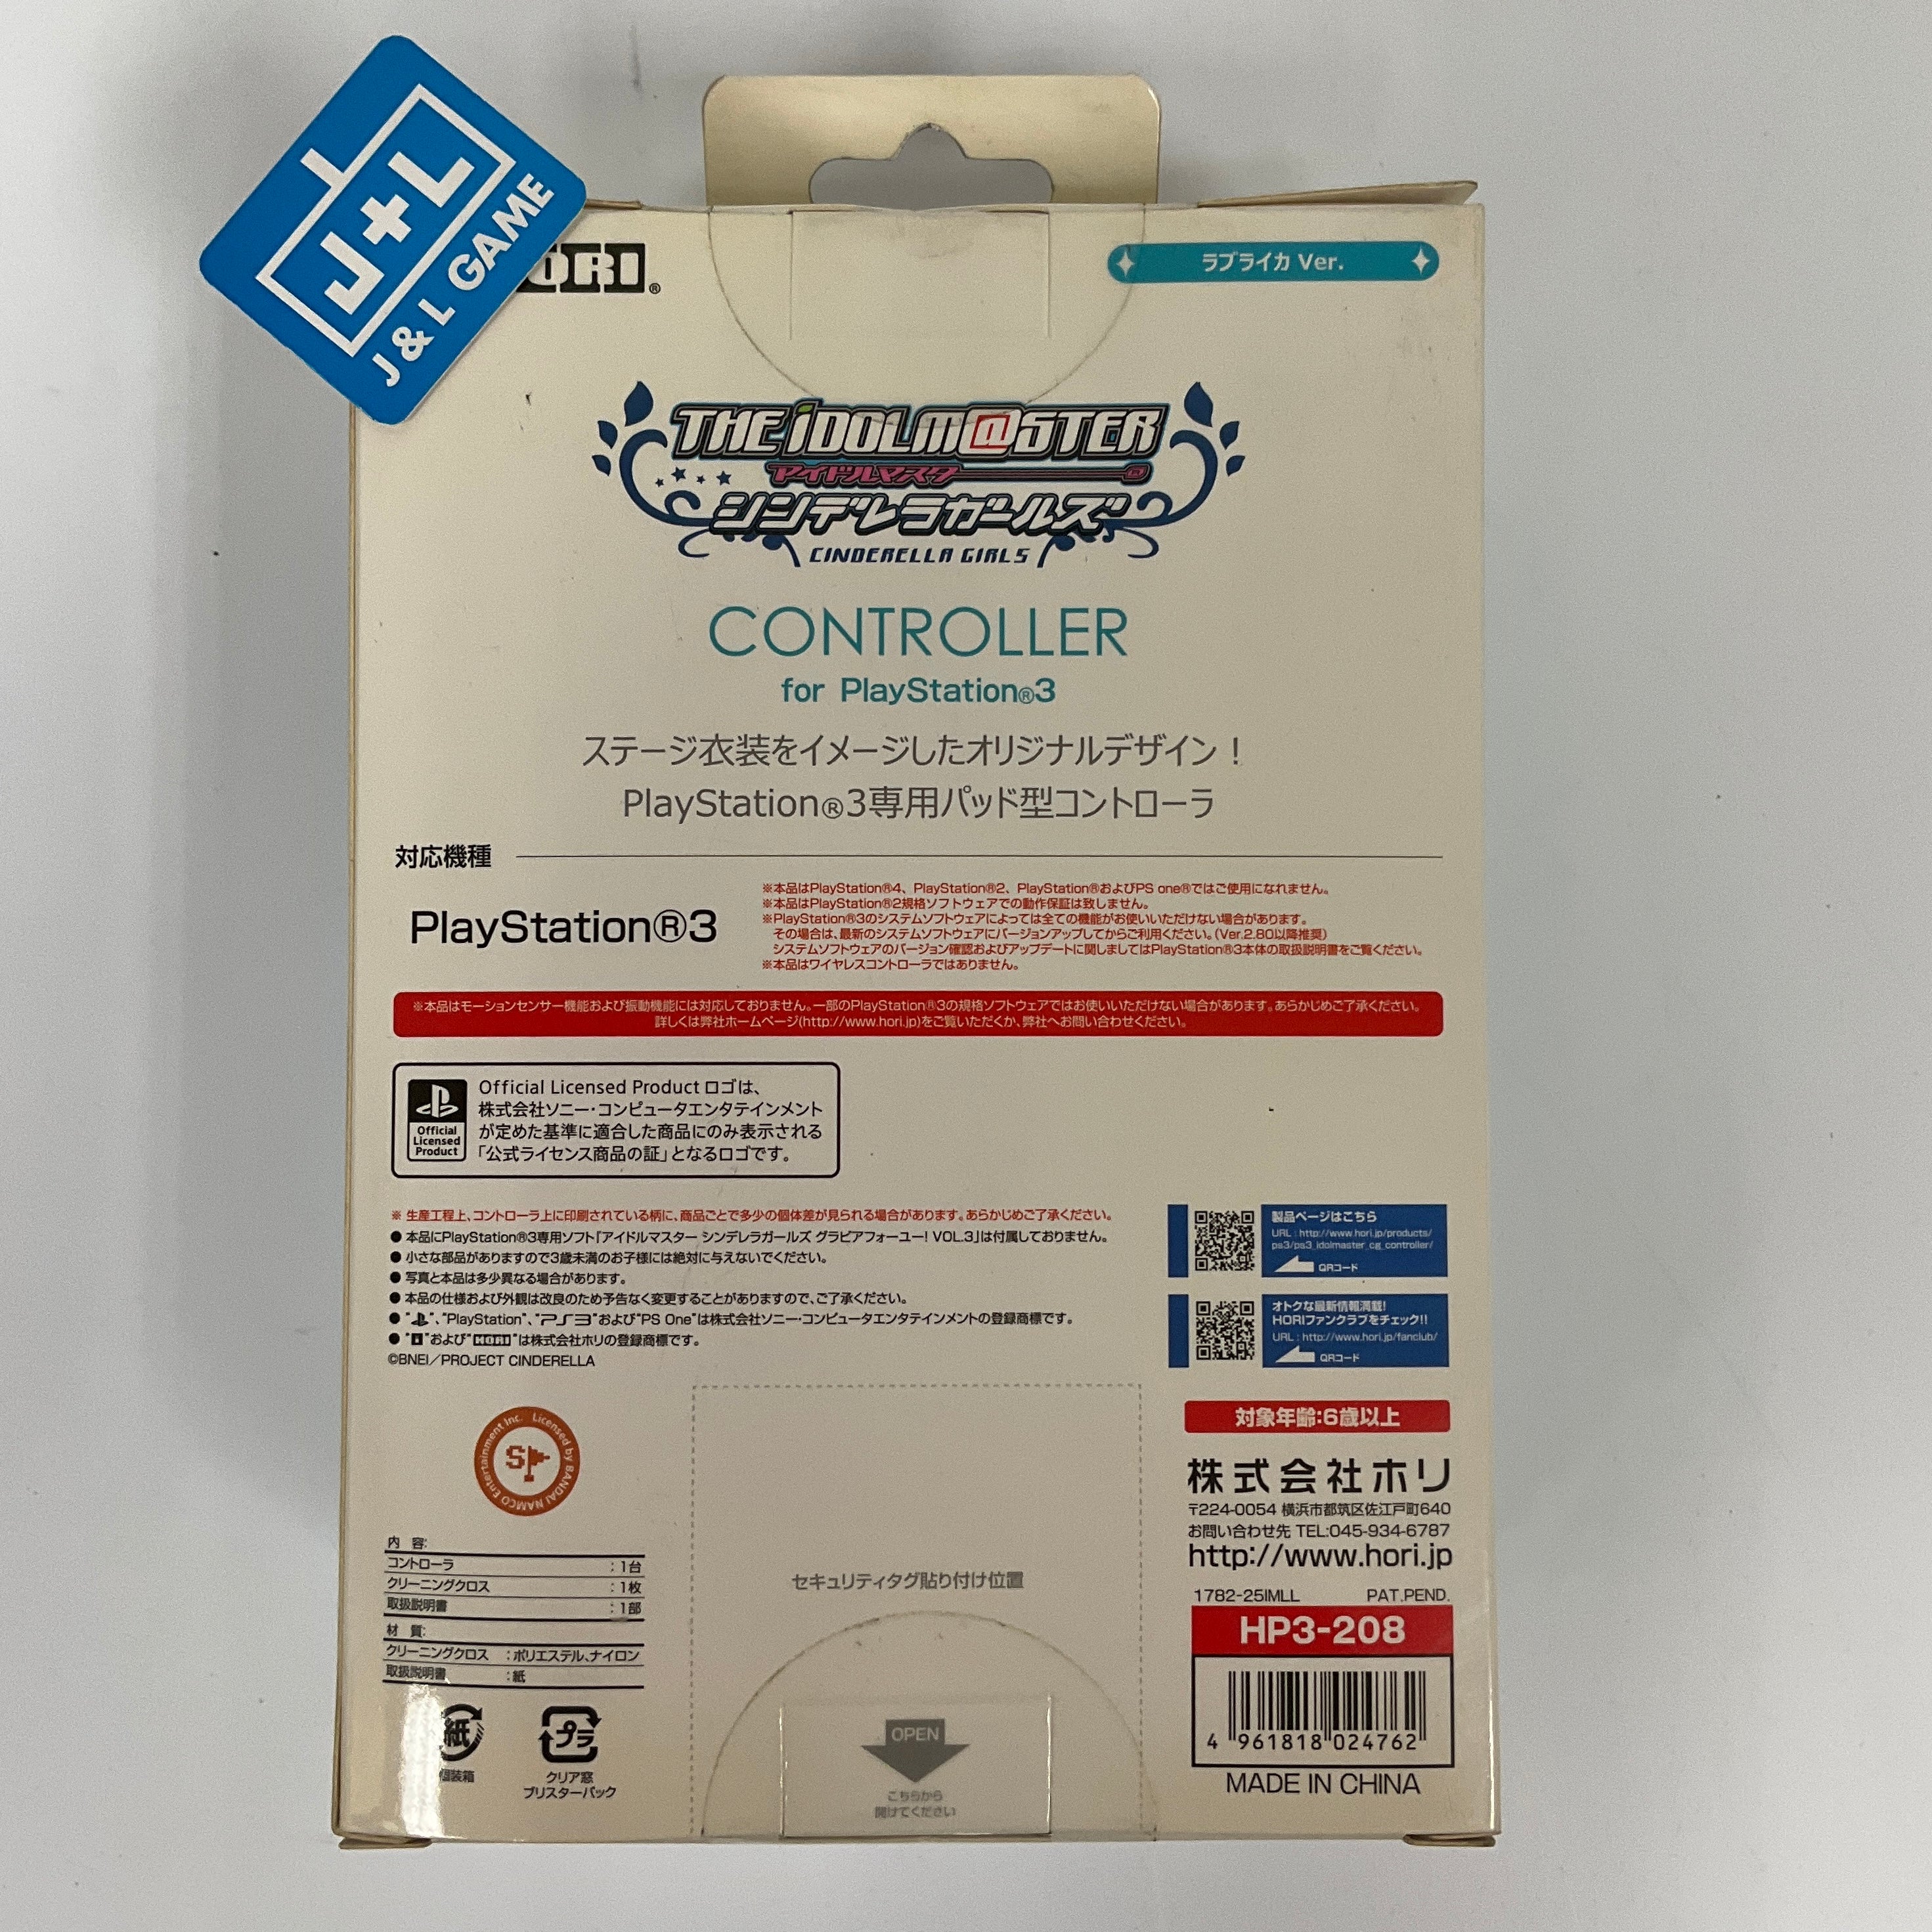 J+L
J & L GAME
HORI®
ラブライカ Ver.
THE iDOLM@STER
アイドルマスター
シンデレラガールズ
CINDERELLA GIRLS
CONTROLLER
for PlayStation®3
ステージ衣装をイメージしたオリジナルデザイン！
PlayStation®3専用パッド型コントローラ
対応機種
PlayStation®3
※本品はPlayStation®4、PlayStation®2、PlayStation®およびPS one®ではご使用になれません。
※本品はPlayStation®2規格ソフトウェアでの動作保証は致しません。
※PlayStation®3のシステムソフトウェアによっては全ての機能がお使いいただけない場合があります。
その場合は、最新のシステムソフトウェアにバージョンアップしてからご利用ください。(Ver.2.80以降推奨)
システムソフトウェアのバージョン確認およびアップデートに関しましてはPlayStation®3本体の取扱説明書をご覧ください。
※本品はワイヤレスコントローラではありません。
※本品はモーションセンサー機能および振動機能には対応しておりません。一部のPlayStation®3の規格ソフトウェアではお使いいただけない場合があります。あらかじめご了承ください。
詳しくは弊社ホームページ(http://www.hori.jp)をご覧いただくか、弊社へお問い合わせください。
Official
Licensed
Product
Official Licensed Product ロゴは、
株式会社ソニー・コンピュータエンタテインメント
が定めた基準に適合した商品にのみ表示される
「公式ライセンス商品の証」となるロゴです。
※ 生産工程上、コントローラ上に印刷されている柄に、商品ごとで多少の個体差が見られる場合があります。あらかじめご了承ください。
● 本品にPlayStation®3専用ソフト「アイドルマスター シンデレラガールズ グラビアフォーユー! VOL.3」は付属しておりません。
● 小さな部品がありますので3歳未満のお子様には絶対に与えないでください。
● 写真と本品は多少異なる場合があります。
● 本品の仕様および外観は改良のため予告なく変更することがありますので、ご了承ください。
● “ ”、“PlayStation”、“PS3”および“PS One”は株式会社ソニー・コンピュータエンタテインメントの登録商標です。
● “ ”および“HORI”は株式会社ホリの登録商標です。
©BNEI／PROJECT CINDERELLA
製品ページはこちら
URL : http://www.hori.jp/products/
ps3/ps3_idolmaster_cg_controller/
QRコード
オトクな最新情報満載!
HORIファンクラブをチェック!!
URL : http://www.hori.jp/fanclub/
QRコード
Licensed by BANDAI NAMCO Entertainment Inc.
S
対象年齢:6歳以上
株式会社ホリ
〒224-0054 横浜市都筑区佐江戸町640
お問い合わせ先 TEL:045-934-6787
http://www.hori.jp
1782-25IMLL PAT.PEND.
HP3-208
4 961818 024762
MADE IN CHINA
内 容:
コントローラ :1台
クリーニングクロス :1枚
取扱説明書 :1部
材 質:
クリーニングクロス :ポリエステル、ナイロン
取扱説明書 :紙
紙
個装箱
プラ
クリア窓
ブリスターパック
セキュリティタグ貼り付け位置
OPEN
こちらから
開けてください